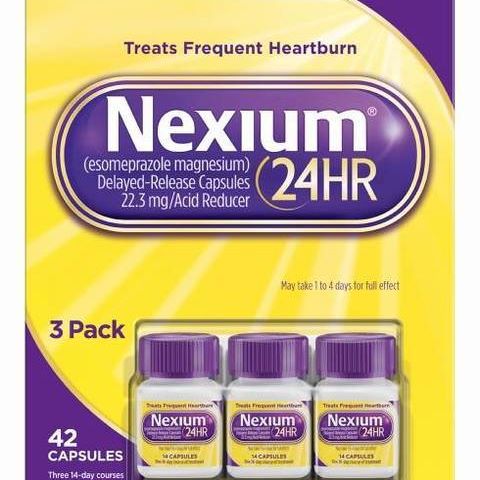 Treats Frequent Heartburn
Nexium®
(esomeprazole magnesium)
Delayed-Release Capsules
22.3 mg/Acid Reducer
24HR
May take 1 to 4 days for full effect
3 Pack
42
CAPSULES
Three 14-day courses
Treats Frequent Heartburn
Nexium
24HR
14 CAPSULES
Treats Frequent Heartburn
Nexium
24HR
14 CAPSULES
Treats Frequent Heartburn
Nexium
24HR
14 CAPSULES